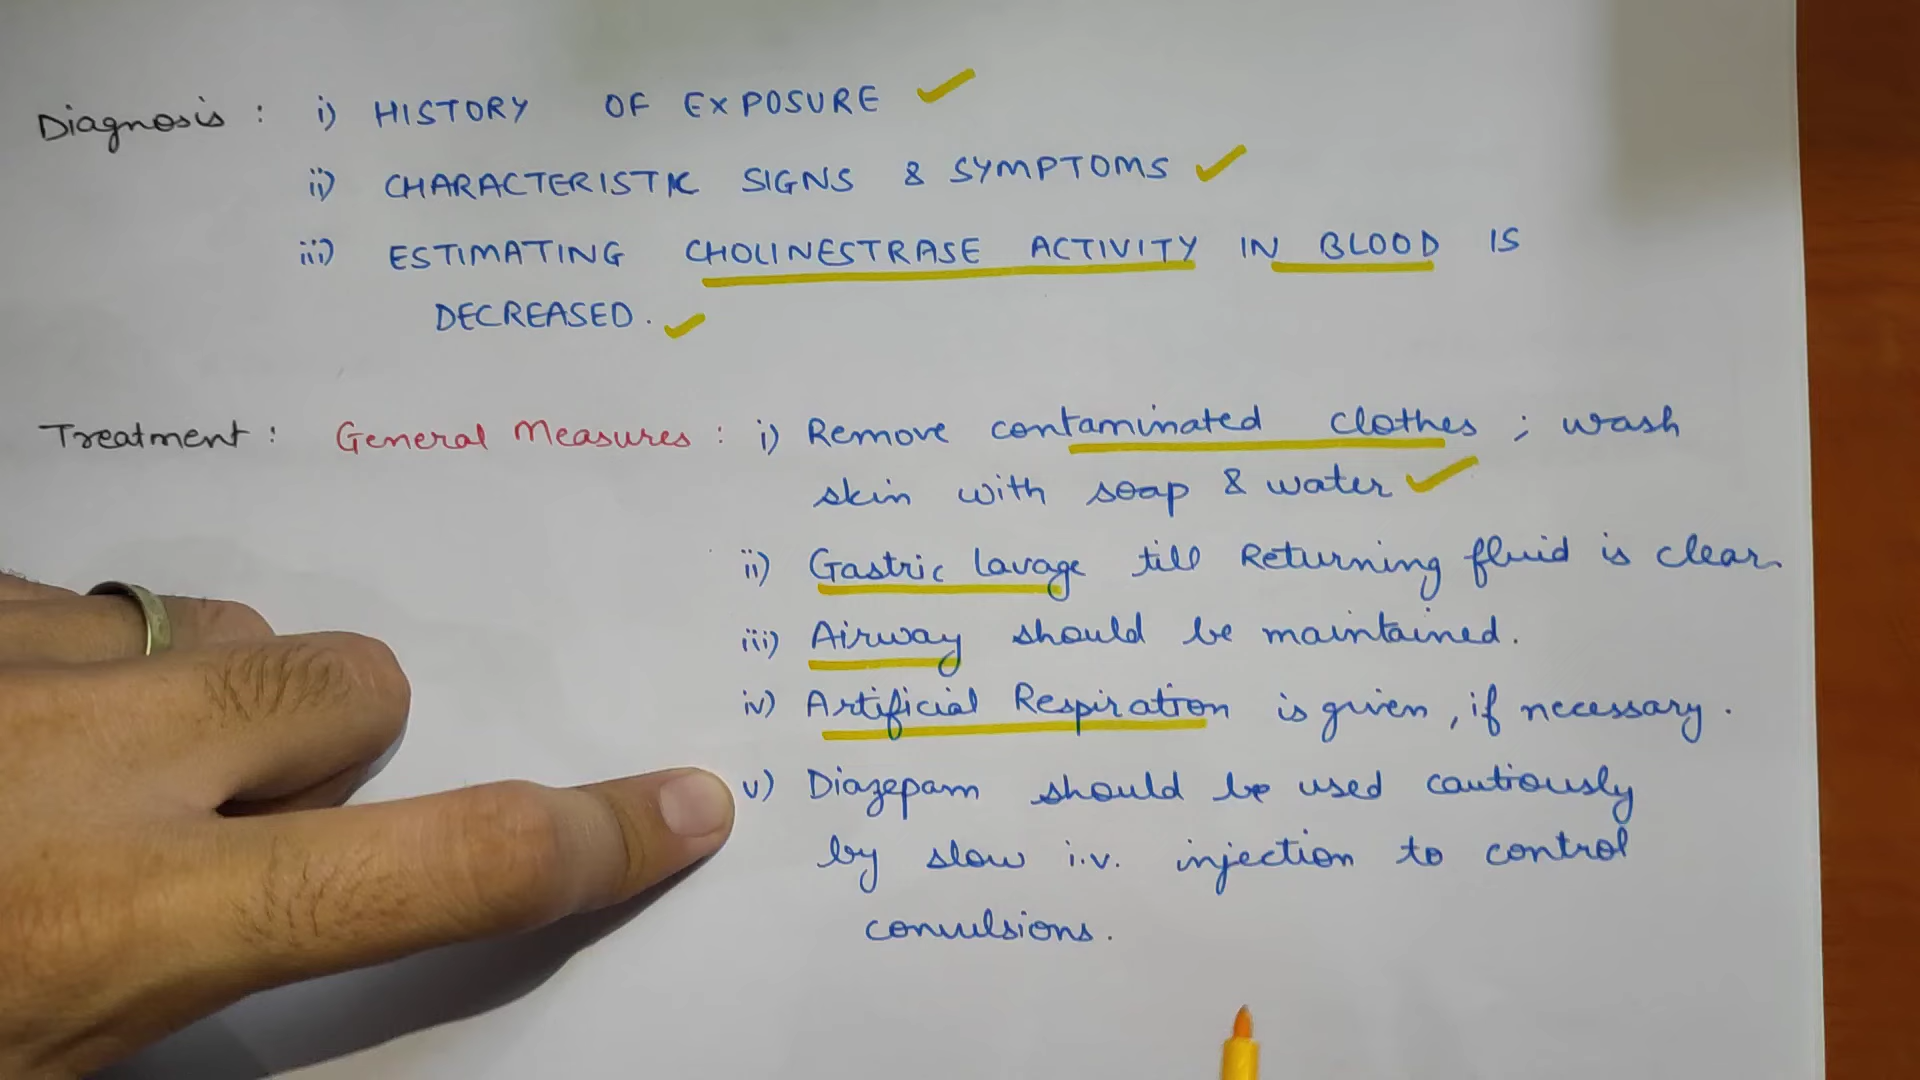 Diagnosis : i) HISTORY OF EXPOSURE
ii) CHARACTERISTIC SIGNS & SYMPTOMS
iii) ESTIMATING CHOLINESTRASE ACTIVITY IN BLOOD IS
DECREASED.
Treatment : General Measures : i) Remove contaminated clothes ; wash
skin with soap & water
ii) Gastric lavage till Returning fluid is clear.
iii) Airway should be maintained.
iv) Artificial Respiration is given, if necessary.
v) Diazepam should be used cautiously
by slow i.v. injection to control
convulsions.